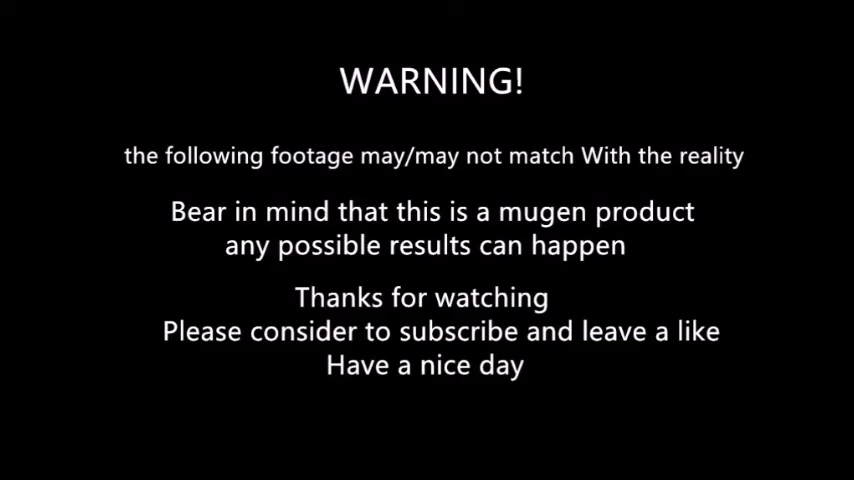 WARNING!
the following footage may/may not match With the reality
Bear in mind that this is a mugen product
any possible results can happen
Thanks for watching
Please consider to subscribe and leave a like
Have a nice day